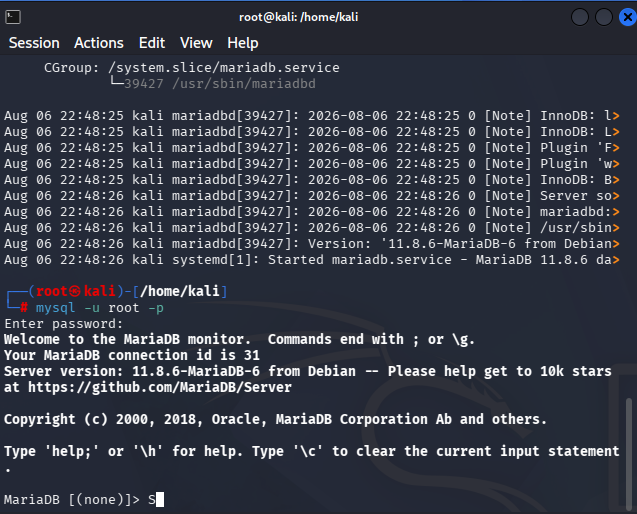 root@kali: /home/kali
Session Actions Edit View Help
CGroup: /system.slice/mariadb.service
└─39427 /usr/sbin/mariadbd
Aug 06 22:48:25 kali mariadbd[39427]: 2026-08-06 22:48:25 0 [Note] InnoDB: l>
Aug 06 22:48:25 kali mariadbd[39427]: 2026-08-06 22:48:25 0 [Note] InnoDB: L>
Aug 06 22:48:25 kali mariadbd[39427]: 2026-08-06 22:48:25 0 [Note] Plugin 'F>
Aug 06 22:48:25 kali mariadbd[39427]: 2026-08-06 22:48:25 0 [Note] Plugin 'w>
Aug 06 22:48:25 kali mariadbd[39427]: 2026-08-06 22:48:25 0 [Note] InnoDB: B>
Aug 06 22:48:26 kali mariadbd[39427]: 2026-08-06 22:48:26 0 [Note] Server so>
Aug 06 22:48:26 kali mariadbd[39427]: 2026-08-06 22:48:26 0 [Note] mariadbd:>
Aug 06 22:48:26 kali mariadbd[39427]: 2026-08-06 22:48:26 0 [Note] /usr/sbin>
Aug 06 22:48:26 kali mariadbd[39427]: Version: '11.8.6-MariaDB-6 from Debian>
Aug 06 22:48:26 kali systemd[1]: Started mariadb.service - MariaDB 11.8.6 da>
┌──(root㉿kali)-[/home/kali]
└─# mysql -u root -p
Enter password:
Welcome to the MariaDB monitor.  Commands end with ; or \g.
Your MariaDB connection id is 31
Server version: 11.8.6-MariaDB-6 from Debian -- Please help get to 10k stars
at https://github.com/MariaDB/Server
Copyright (c) 2000, 2018, Oracle, MariaDB Corporation Ab and others.
Type 'help;' or '\h' for help. Type '\c' to clear the current input statement
.
MariaDB [(none)]> S